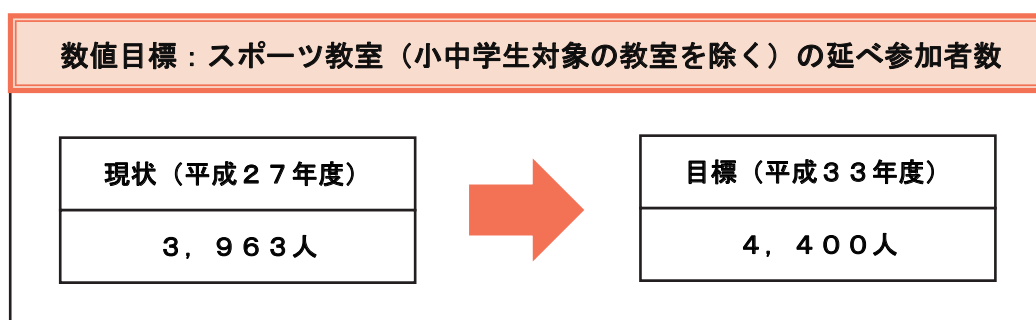 数値目標：スポーツ教室（小中学生対象の教室を除く）の延べ参加者数
現状（平成２７年度）
３，９６３人
目標（平成３３年度）
４，４００人